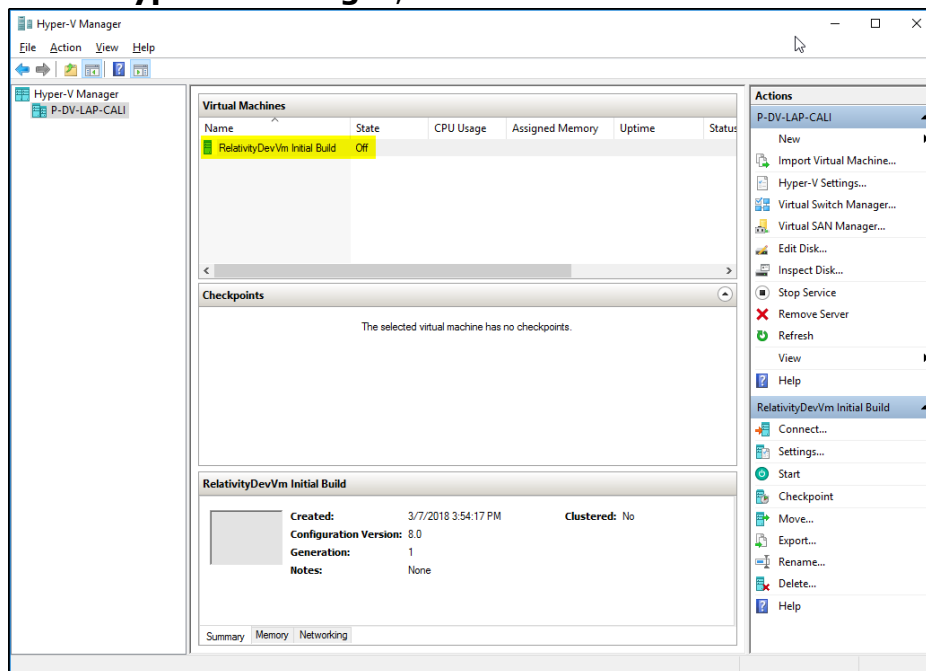 Hyper-V Manager
File Action View Help
Hyper-V Manager
P-DV-LAP-CALI
Virtual Machines
Name State CPU Usage Assigned Memory Uptime Status
RelativityDevVm Initial Build Off
Checkpoints
The selected virtual machine has no checkpoints.
RelativityDevVm Initial Build
Created: 3/7/2018 3:54:17 PM Clustered: No
Configuration Version: 8.0
Generation: 1
Notes: None
Summary Memory Networking
Actions
P-DV-LAP-CALI
New
Import Virtual Machine...
Hyper-V Settings...
Virtual Switch Manager...
Virtual SAN Manager...
Edit Disk...
Inspect Disk...
Stop Service
Remove Server
Refresh
View
Help
RelativityDevVm Initial Build
Connect...
Settings...
Start
Checkpoint
Move...
Export...
Rename...
Delete...
Help